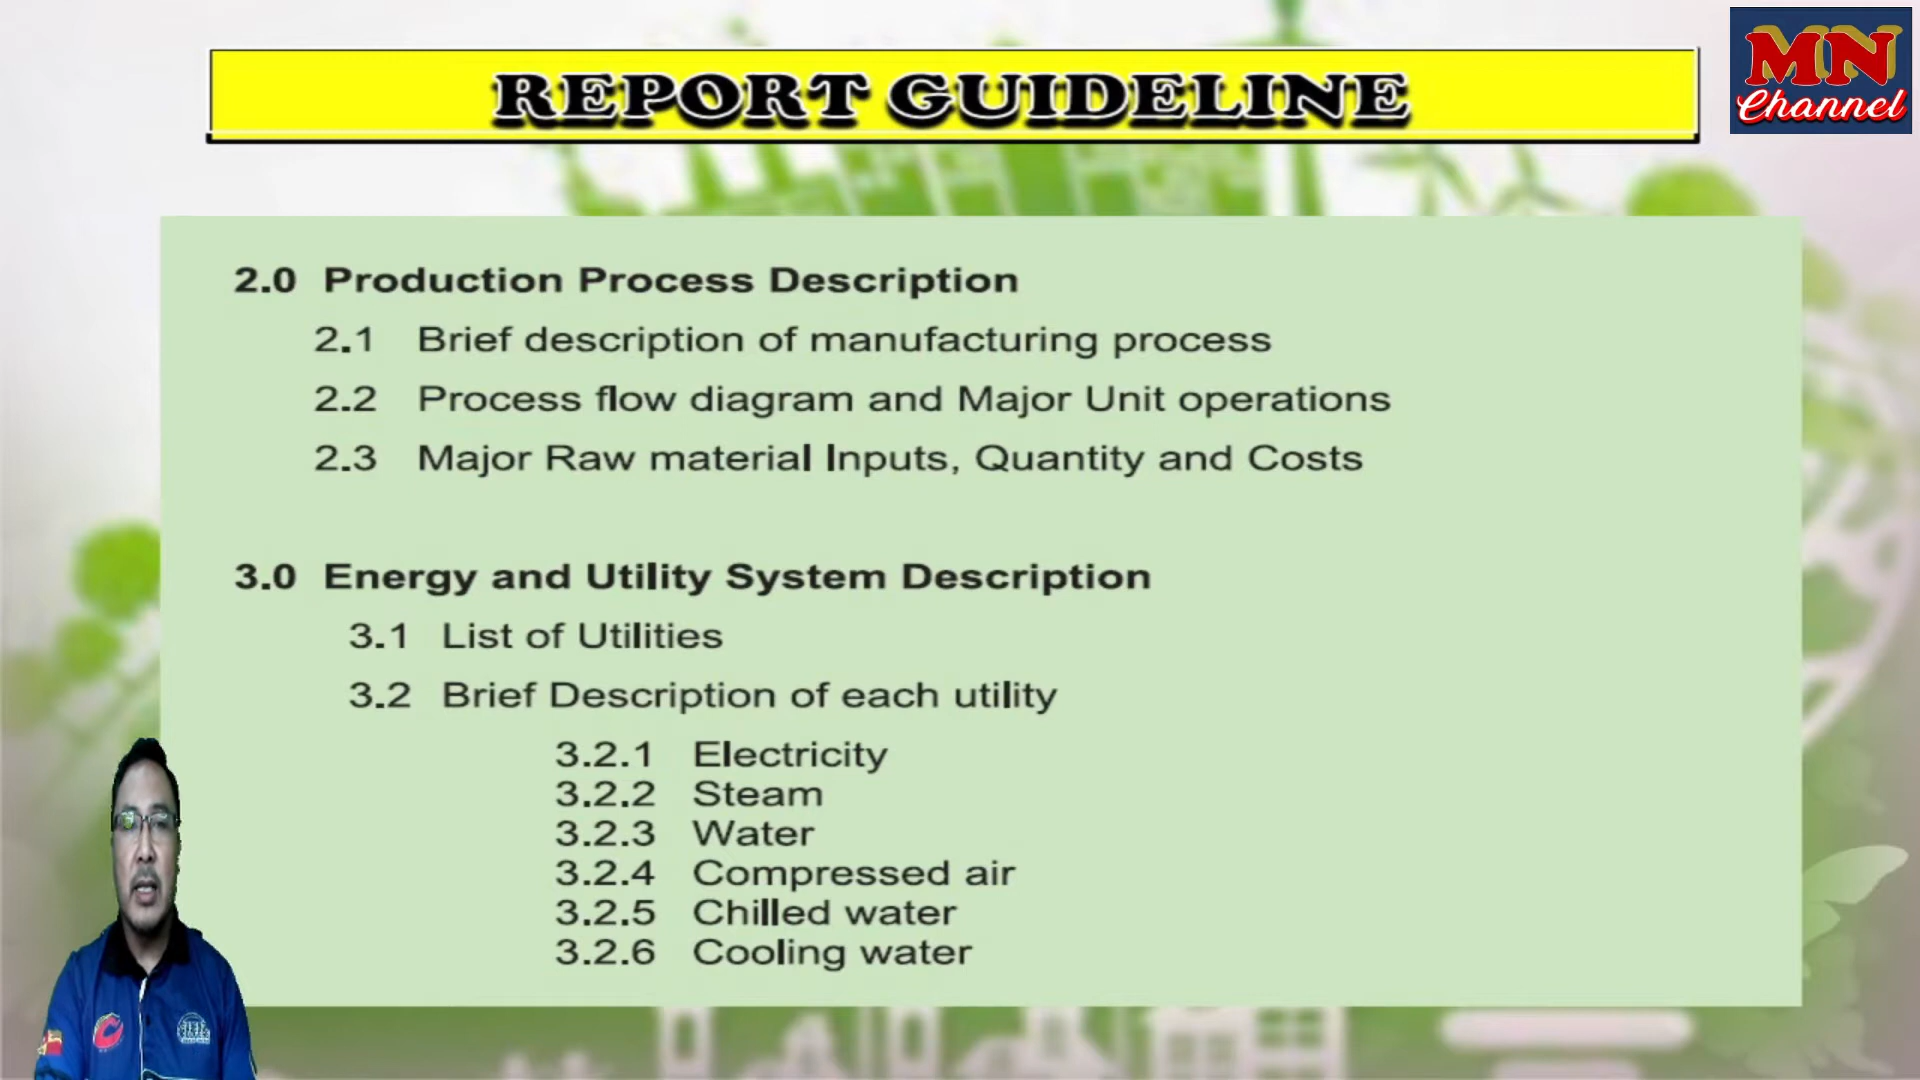 REPORT GUIDELINE
MN
Channel
2.0 Production Process Description
2.1 Brief description of manufacturing process
2.2 Process flow diagram and Major Unit operations
2.3 Major Raw material Inputs, Quantity and Costs
3.0 Energy and Utility System Description
3.1 List of Utilities
3.2 Brief Description of each utility
3.2.1 Electricity
3.2.2 Steam
3.2.3 Water
3.2.4 Compressed air
3.2.5 Chilled water
3.2.6 Cooling water